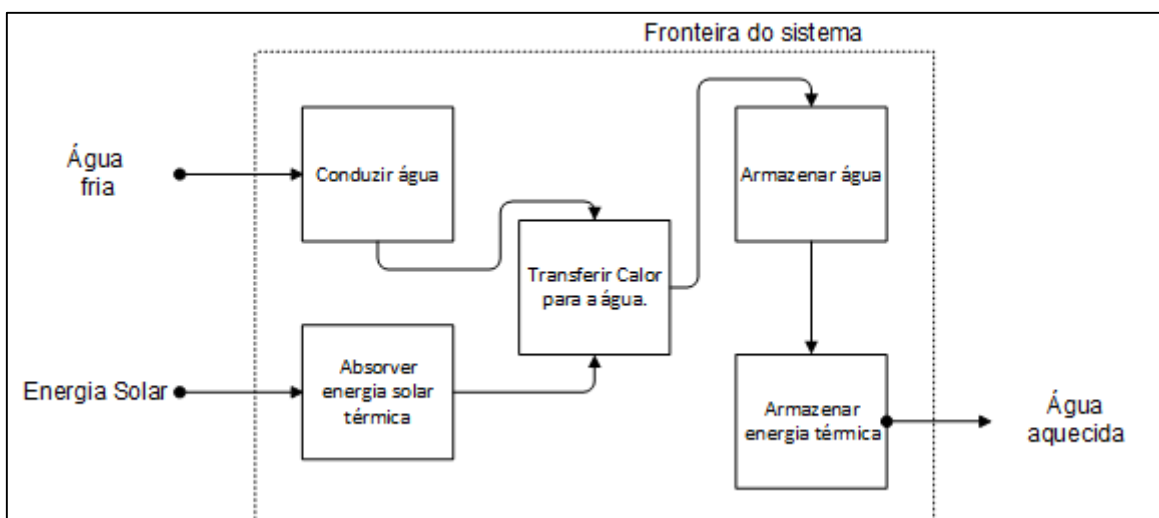 Fronteira do sistema
Água
fria
Conduzir água
Armazenar água
Transferir Calor
para a água.
Energia Solar
Absorver
energia solar
térmica
Armazenar
energia térmica
Água
aquecida